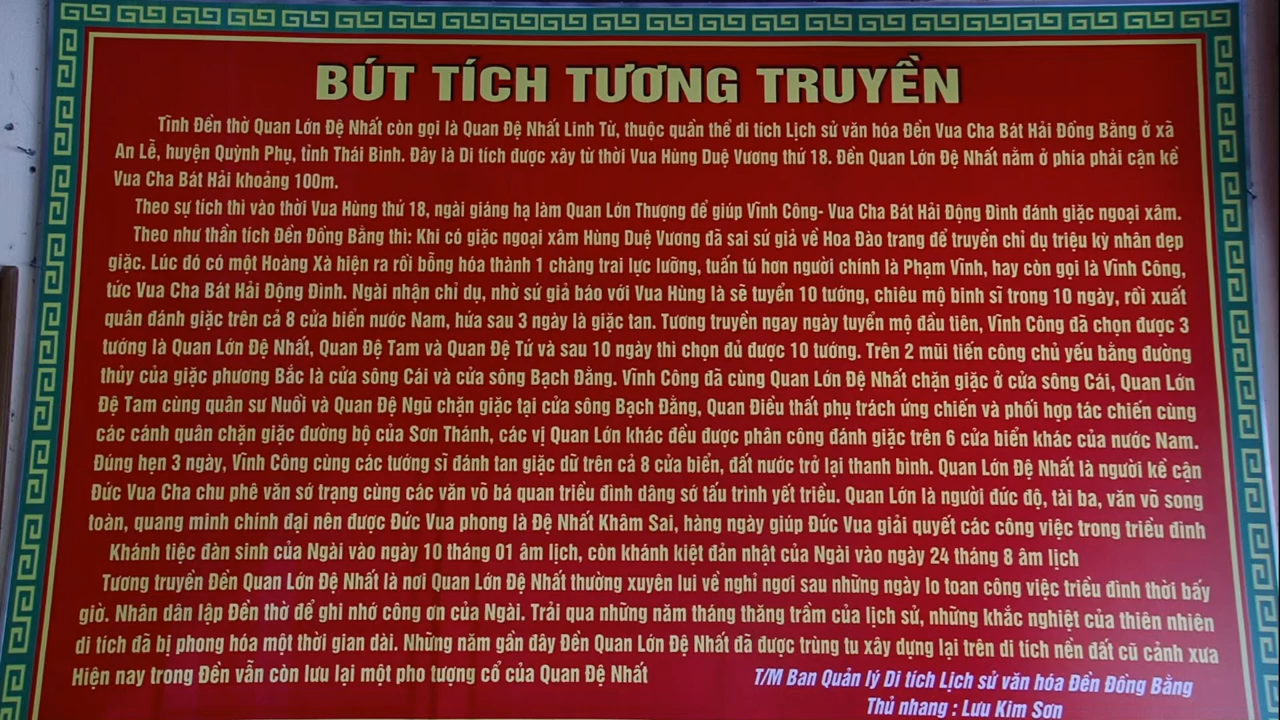 BÚT TÍCH TƯƠNG TRUYỀN
Tĩnh Đền thờ Quan Lớn Đệ Nhất còn gọi là Quan Đệ Nhất Linh Từ, thuộc quần thể di tích Lịch sử văn hóa Đền Vua Cha Bát Hải Đồng Bằng ở xã
An Lễ, huyện Quỳnh Phụ, tỉnh Thái Bình. Đây là Di tích được xây từ thời Vua Hùng Duệ Vương thứ 18. Đền Quan Lớn Đệ Nhất nằm ở phía phải cận kề
Vua Cha Bát Hải khoảng 100m.
Theo sự tích thì vào thời Vua Hùng thứ 18, ngài giáng hạ làm Quan Lớn Thượng để giúp Vĩnh Công- Vua Cha Bát Hải Động Đình đánh giặc ngoại xâm.
Theo như thần tích Đền Đồng Bằng thì: Khi có giặc ngoại xâm Hùng Duệ Vương đã sai sứ giả về Hoa Đào trang để truyền chỉ dụ triệu kỳ nhân dẹp
giặc. Lúc đó có một Hoàng Xà hiện ra rồi bỗng hóa thành 1 chàng trai lực lưỡng, tuấn tú hơn người chính là Phạm Vĩnh, hay còn gọi là Vĩnh Công,
tức Vua Cha Bát Hải Động Đình. Ngài nhận chỉ dụ, nhờ sứ giả báo với Vua Hùng là sẽ tuyển 10 tướng, chiêu mộ binh sĩ trong 10 ngày, rồi xuất
quân đánh giặc trên cả 8 cửa biển nước Nam, hứa sau 3 ngày là giặc tan. Tương truyền ngay ngày tuyển mộ đầu tiên, Vĩnh Công đã chọn được 3
tướng là Quan Lớn Đệ Nhất, Quan Đệ Tam và Quan Đệ Tứ và sau 10 ngày thì chọn đủ được 10 tướng. Trên 2 mũi tiến công chủ yếu bằng đường
thủy của giặc phương Bắc là cửa sông Cái và cửa sông Bạch Đằng. Vĩnh Công đã cùng Quan Lớn Đệ Nhất chặn giặc ở cửa sông Cái, Quan Lớn
Đệ Tam cùng quân sư Nuồi và Quan Đệ Ngũ chặn giặc tại cửa sông Bạch Đằng, Quan Điều thất phụ trách ứng chiến và phối hợp tác chiến cùng
các cánh quân chặn giặc đường bộ của Sơn Thánh, các vị Quan Lớn khác đều được phân công đánh giặc trên 6 cửa biển khác của nước Nam.
Đúng hẹn 3 ngày, Vĩnh Công cùng các tướng sĩ đánh tan giặc dữ trên cả 8 cửa biển, đất nước trở lại thanh bình. Quan Lớn Đệ Nhất là người kề cận
Đức Vua Cha chu phê văn sớ trạng cùng các văn võ bá quan triều đình dâng sớ tấu trình yết triều. Quan Lớn là người đức độ, tài ba, văn võ song
toàn, quang minh chính đại nên được Đức Vua phong là Đệ Nhất Khâm Sai, hàng ngày giúp Đức Vua giải quyết các công việc trong triều đình
Khánh tiệc đàn sinh của Ngài vào ngày 10 tháng 01 âm lịch, còn khánh kiệt đản nhật của Ngài vào ngày 24 tháng 8 âm lịch
Tương truyền Đền Quan Lớn Đệ Nhất là nơi Quan Lớn Đệ Nhất thường xuyên lui về nghỉ ngơi sau những ngày lo toan công việc triều đình thời bấy
giờ. Nhân dân lập Đền thờ để ghi nhớ công ơn của Ngài. Trải qua những năm tháng thăng trầm của lịch sử, những khắc nghiệt của thiên nhiên
di tích đã bị phong hóa một thời gian dài. Những năm gần đây Đền Quan Lớn Đệ Nhất đã được trùng tu xây dựng lại trên di tích nền đất cũ cảnh xưa
Hiện nay trong Đền vẫn còn lưu lại một pho tượng cổ của Quan Đệ Nhất
T/M Ban Quản lý Di tích Lịch sử văn hóa Đền Đồng Bằng
Thủ nhang : Lưu Kim Sơn